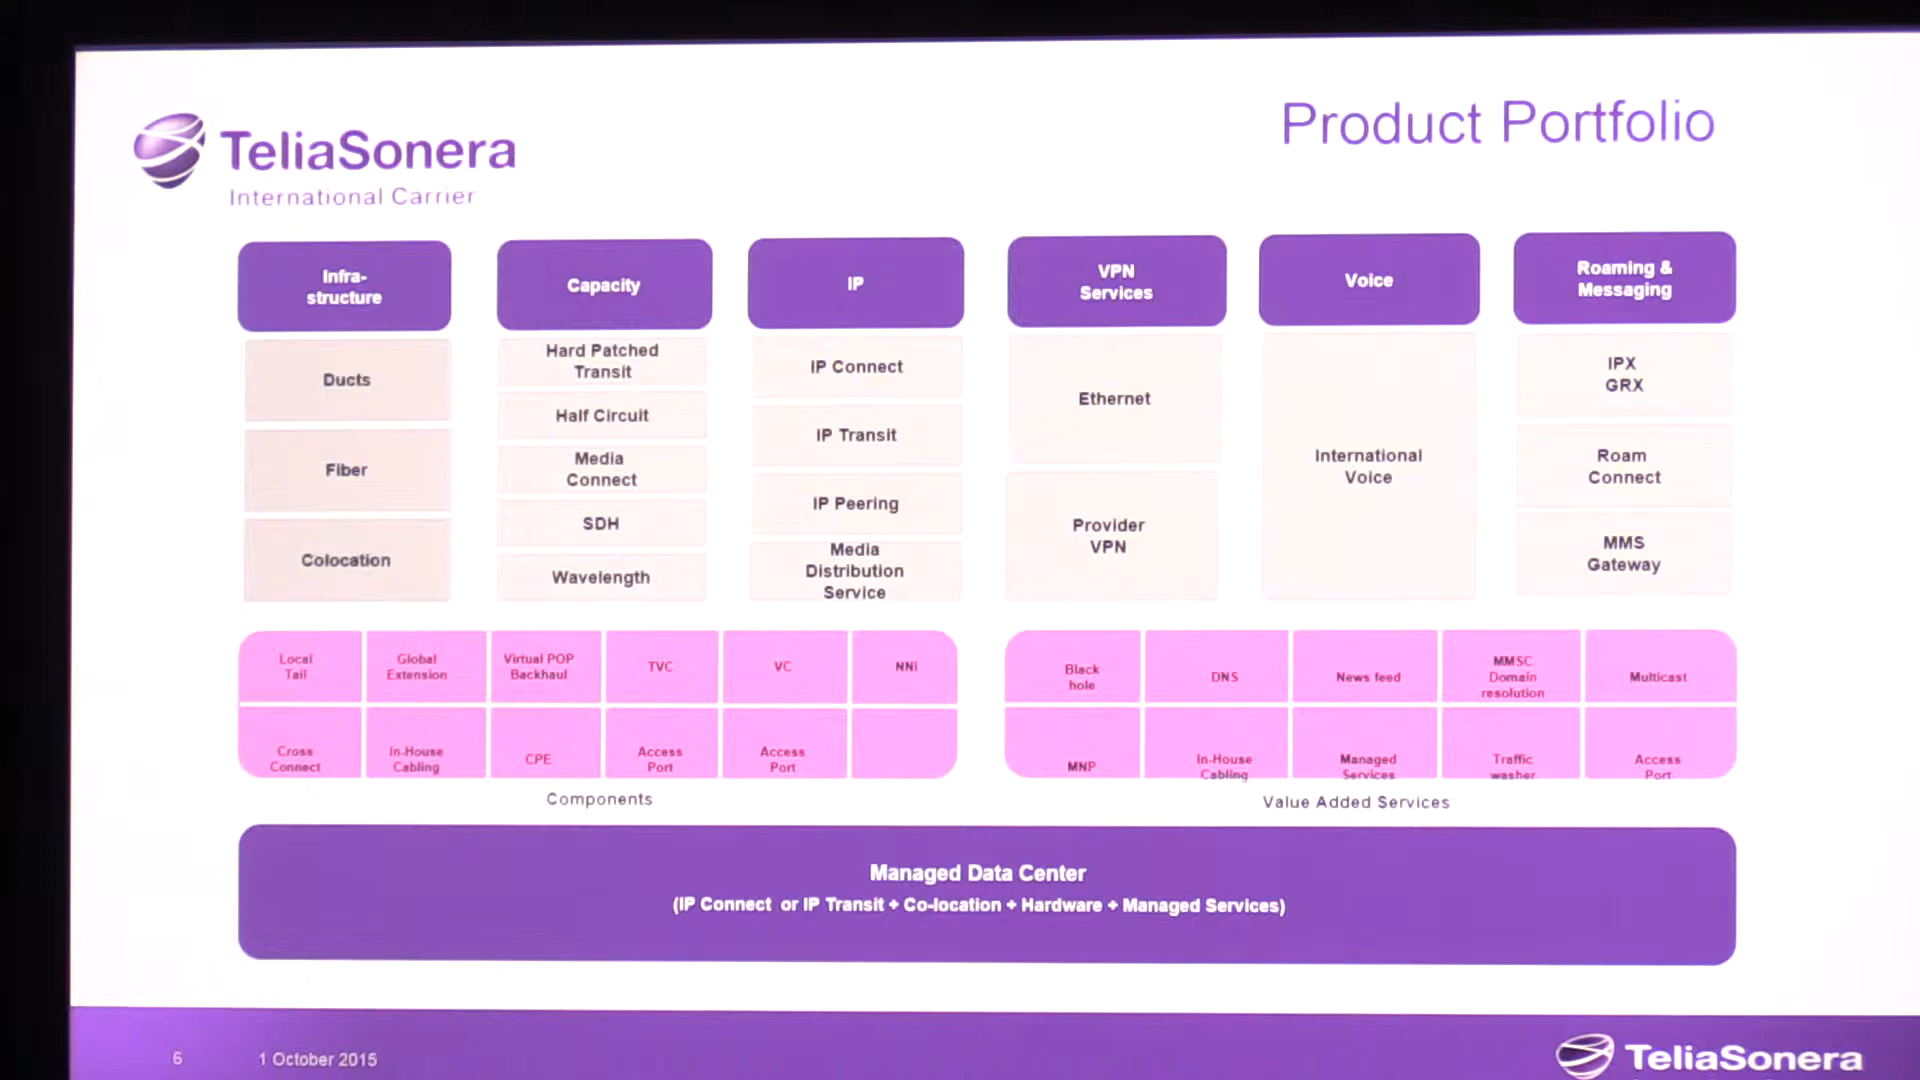 TeliaSonera
International Carrier
Product Portfolio
Infra-
structure
Capacity
IP
VPN
Services
Voice
Roaming &
Messaging
Ducts
Fiber
Colocation
Hard Patched
Transit
Half Circuit
Media
Connect
SDH
Wavelength
IP Connect
IP Transit
IP Peering
Media
Distribution
Service
Ethernet
Provider
VPN
International
Voice
IPX
GRX
Roam
Connect
MMS
Gateway
Local
Tail
Global
Extension
Virtual POP
Backhaul
TVC
VC
NNI
Cross
Connect
In-House
Cabling
CPE
Access
Port
Access
Port
Components
Black
hole
DNS
News feed
MMSC
Domain
resolution
Multicast
MNP
In-House
Cabling
Managed
Services
Traffic
washer
Access
Port
Value Added Services
Managed Data Center
(IP Connect or IP Transit + Co-location + Hardware + Managed Services)
6
1 October 2015
TeliaSonera